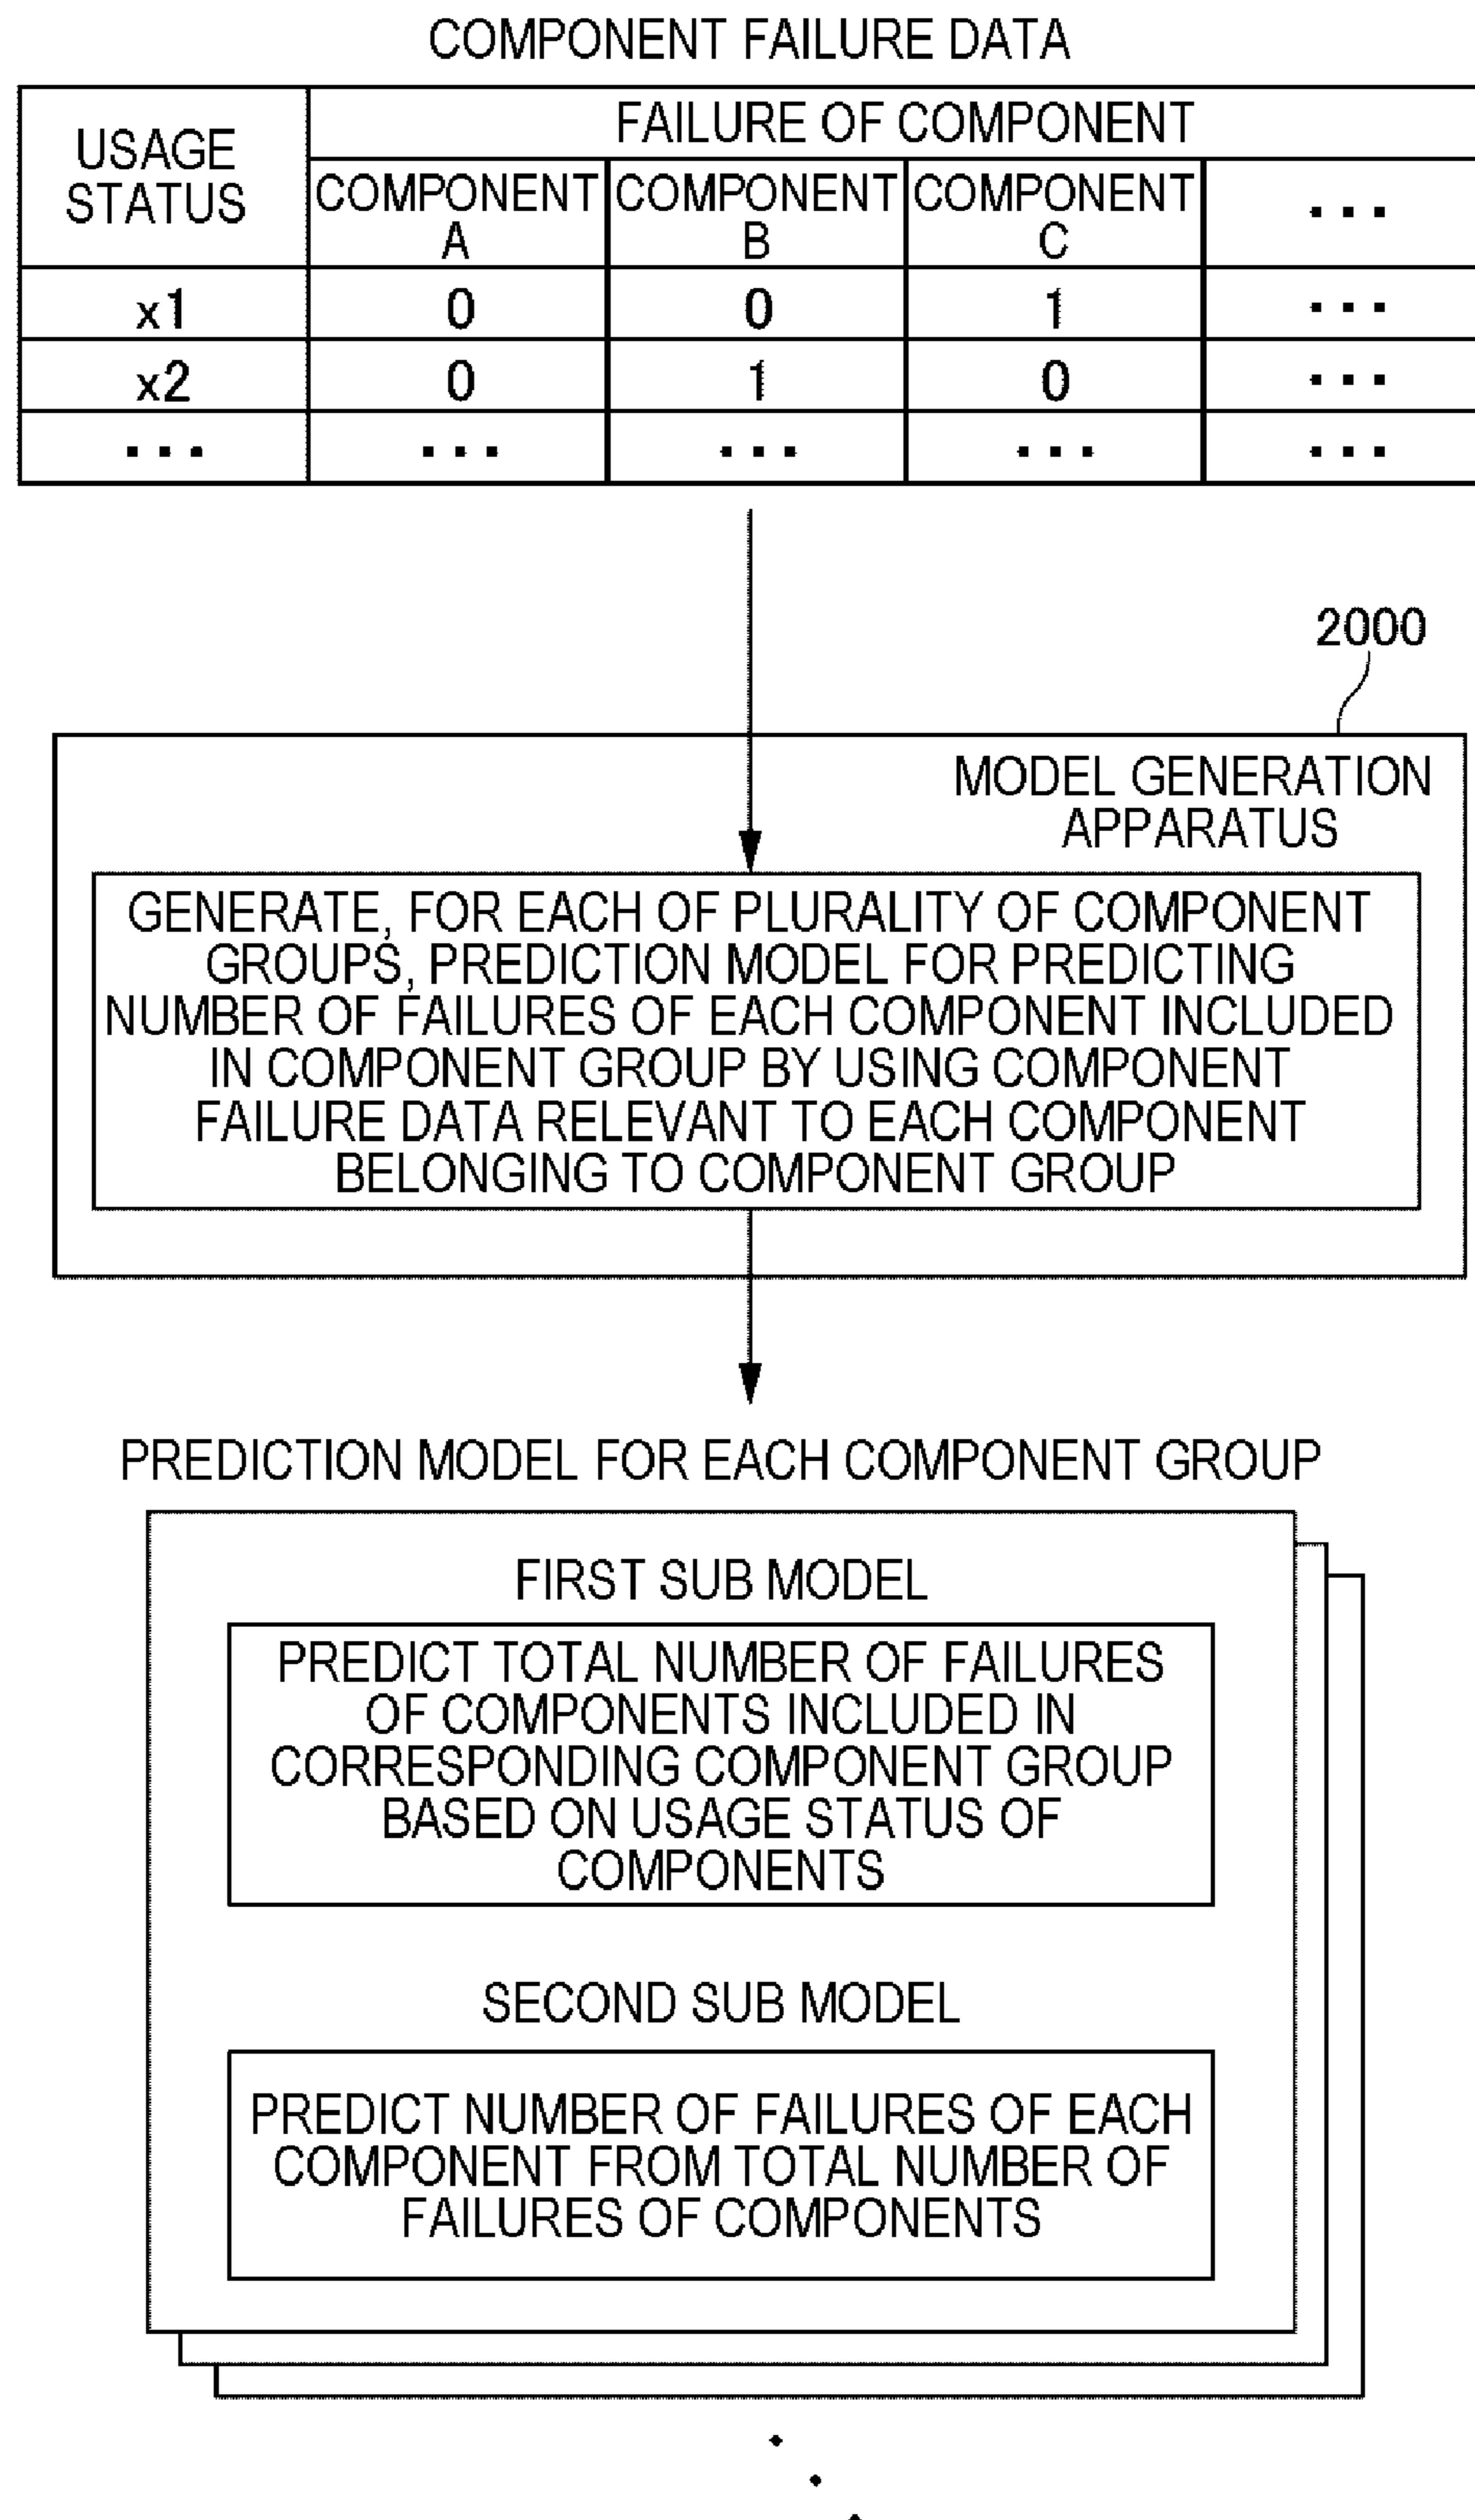 COMPONENT FAILURE DATA
USAGE STATUS
FAILURE OF COMPONENT
COMPONENT A
COMPONENT B
COMPONENT C
...
x1 0 0 1 ...
x2 0 1 0 ...
... ... ... ... ...
2000
MODEL GENERATION
APPARATUS
GENERATE, FOR EACH OF PLURALITY OF COMPONENT
GROUPS, PREDICTION MODEL FOR PREDICTING
NUMBER OF FAILURES OF EACH COMPONENT INCLUDED
IN COMPONENT GROUP BY USING COMPONENT
FAILURE DATA RELEVANT TO EACH COMPONENT
BELONGING TO COMPONENT GROUP
PREDICTION MODEL FOR EACH COMPONENT GROUP
FIRST SUB MODEL
PREDICT TOTAL NUMBER OF FAILURES
OF COMPONENTS INCLUDED IN
CORRESPONDING COMPONENT GROUP
BASED ON USAGE STATUS OF
COMPONENTS
SECOND SUB MODEL
PREDICT NUMBER OF FAILURES OF EACH
COMPONENT FROM TOTAL NUMBER OF
FAILURES OF COMPONENTS